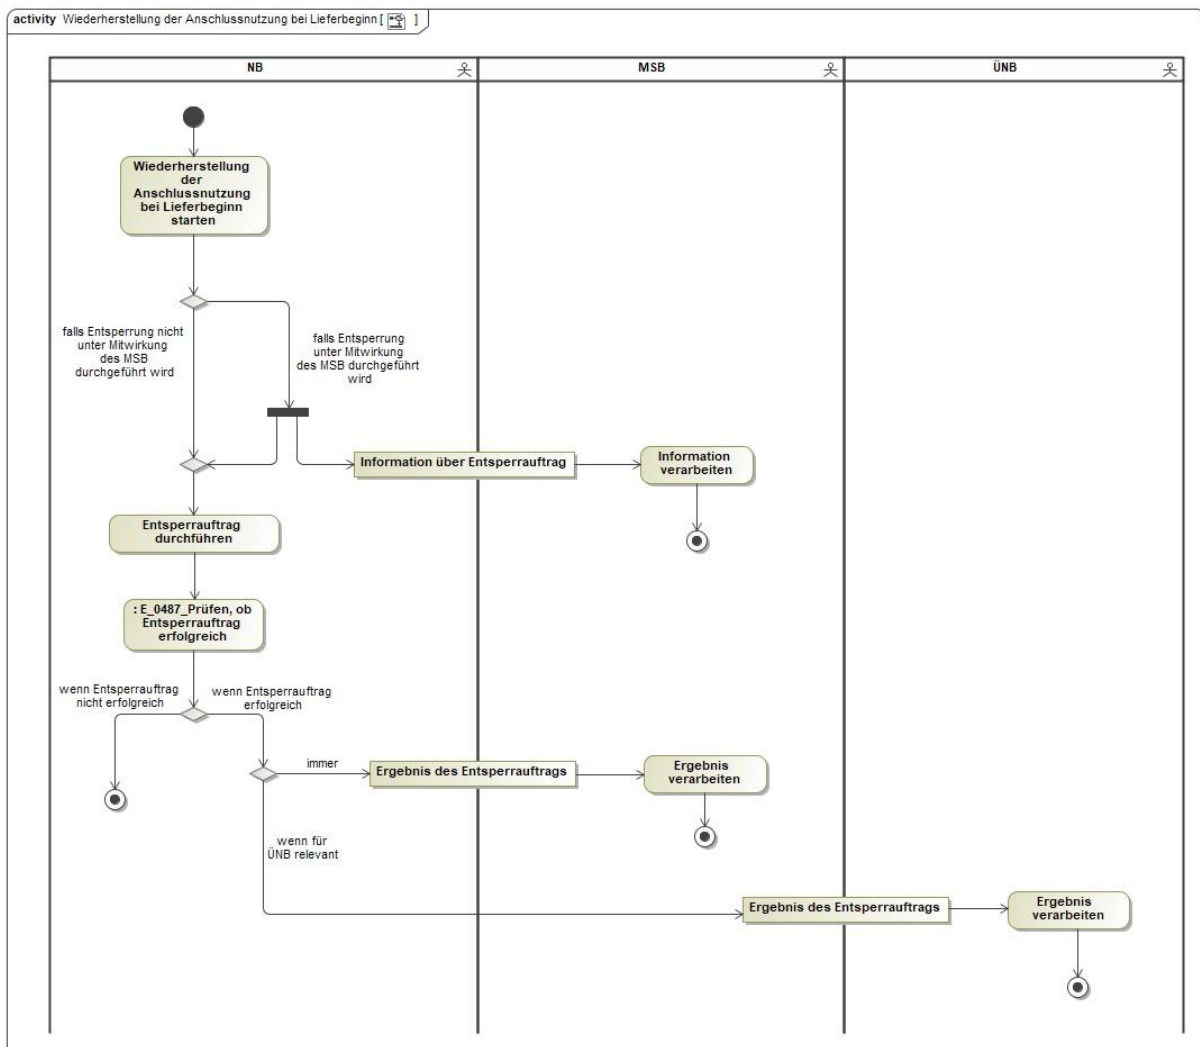 activity Wiederherstellung der Anschlussnutzung bei Lieferbeginn [ ]
NB
MSB
ÜNB
Wiederherstellung
der
Anschlussnutzung
bei Lieferbeginn
starten
falls Entsperrung nicht
unter Mitwirkung
des MSB
durchgeführt wird
falls Entsperrung
unter Mitwirkung
des MSB durchgeführt
wird
Information über Entsperrauftrag
Information
verarbeiten
Entsperrauftrag
durchführen
: E_0487_Prüfen, ob
Entsperrauftrag
erfolgreich
wenn Entsperrauftrag
nicht erfolgreich
wenn Entsperrauftrag
erfolgreich
immer
Ergebnis des Entsperrauftrags
Ergebnis
verarbeiten
wenn für
ÜNB relevant
Ergebnis des Entsperrauftrags
Ergebnis
verarbeiten